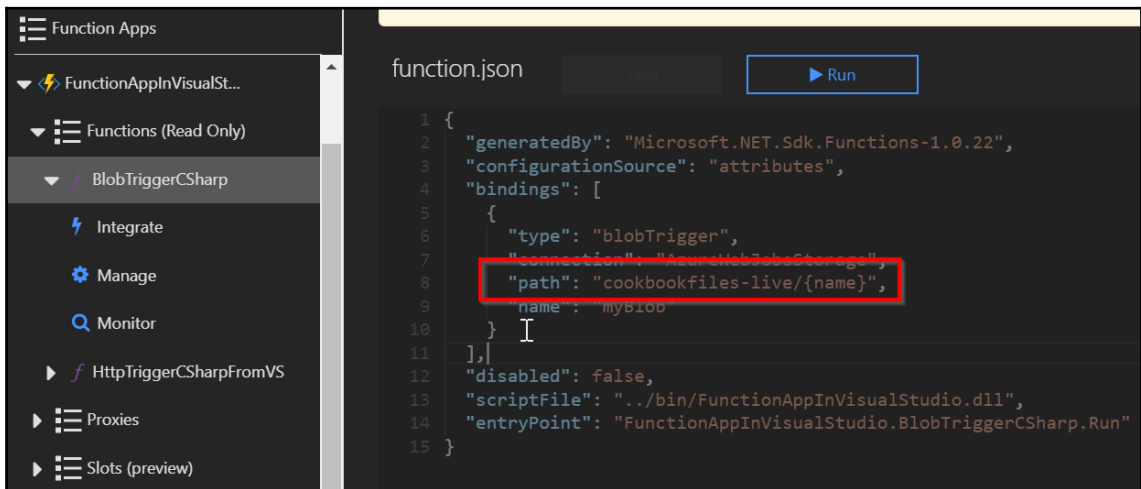 Function Apps
FunctionAppInVisualSt...
Functions (Read Only)
BlobTriggerCSharp
Integrate
Manage
Monitor
HttpTriggerCSharpFromVS
Proxies
Slots (preview)
function.json
Save
Run
1 {
2 "generatedBy": "Microsoft.NET.Sdk.Functions-1.0.22",
3 "configurationSource": "attributes",
4 "bindings": [
5 {
6 "type": "blobTrigger",
7 "connection": "AzureWebJobsStorage",
8 "path": "cookbookfiles-live/{name}",
9 "name": "myBlob"
10 }
11 ],
12 "disabled": false,
13 "scriptFile": "../bin/FunctionAppInVisualStudio.dll",
14 "entryPoint": "FunctionAppInVisualStudio.BlobTriggerCSharp.Run"
15 }